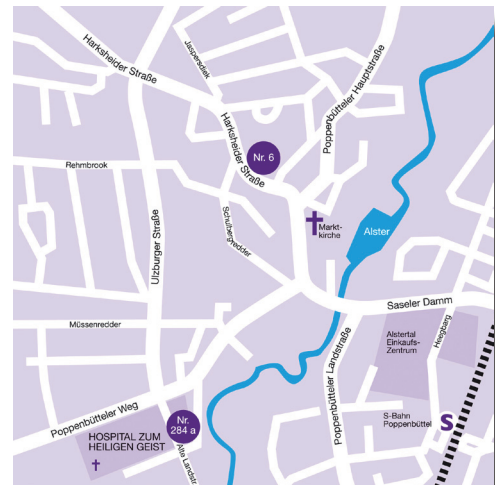 Harksheider Straße
Jaspersdiek
Poppenbütteler Hauptstraße
Harksheider Straße
Nr. 6
Rehmbrook
Schulbergredder
Markt-
kirche
Alster
Ulzburger Straße
Saseler Damm
Müssenredder
Alstertal
Einkaufs-
Zentrum
Heegbarg
Poppenbütteler Landstraße
Poppenbütteler Weg
Nr.
284 a
S-Bahn
Poppenbüttel
S
HOSPITAL ZUM
HEILIGEN GEIST
Alte Landstr